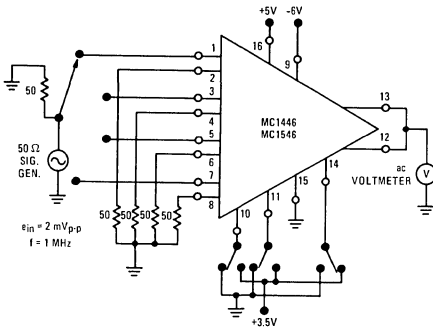 +5V -6V
16 9
1
2
3
4
5
6
7
8
50
50 Ω
SIG.
GEN.
MC1446
MC1546
13
12
14
ac
VOLTMETER
V
15
11
10
50 50 50 50
e_in = 2 mV_p-p
f = 1 MHz
+3.5V